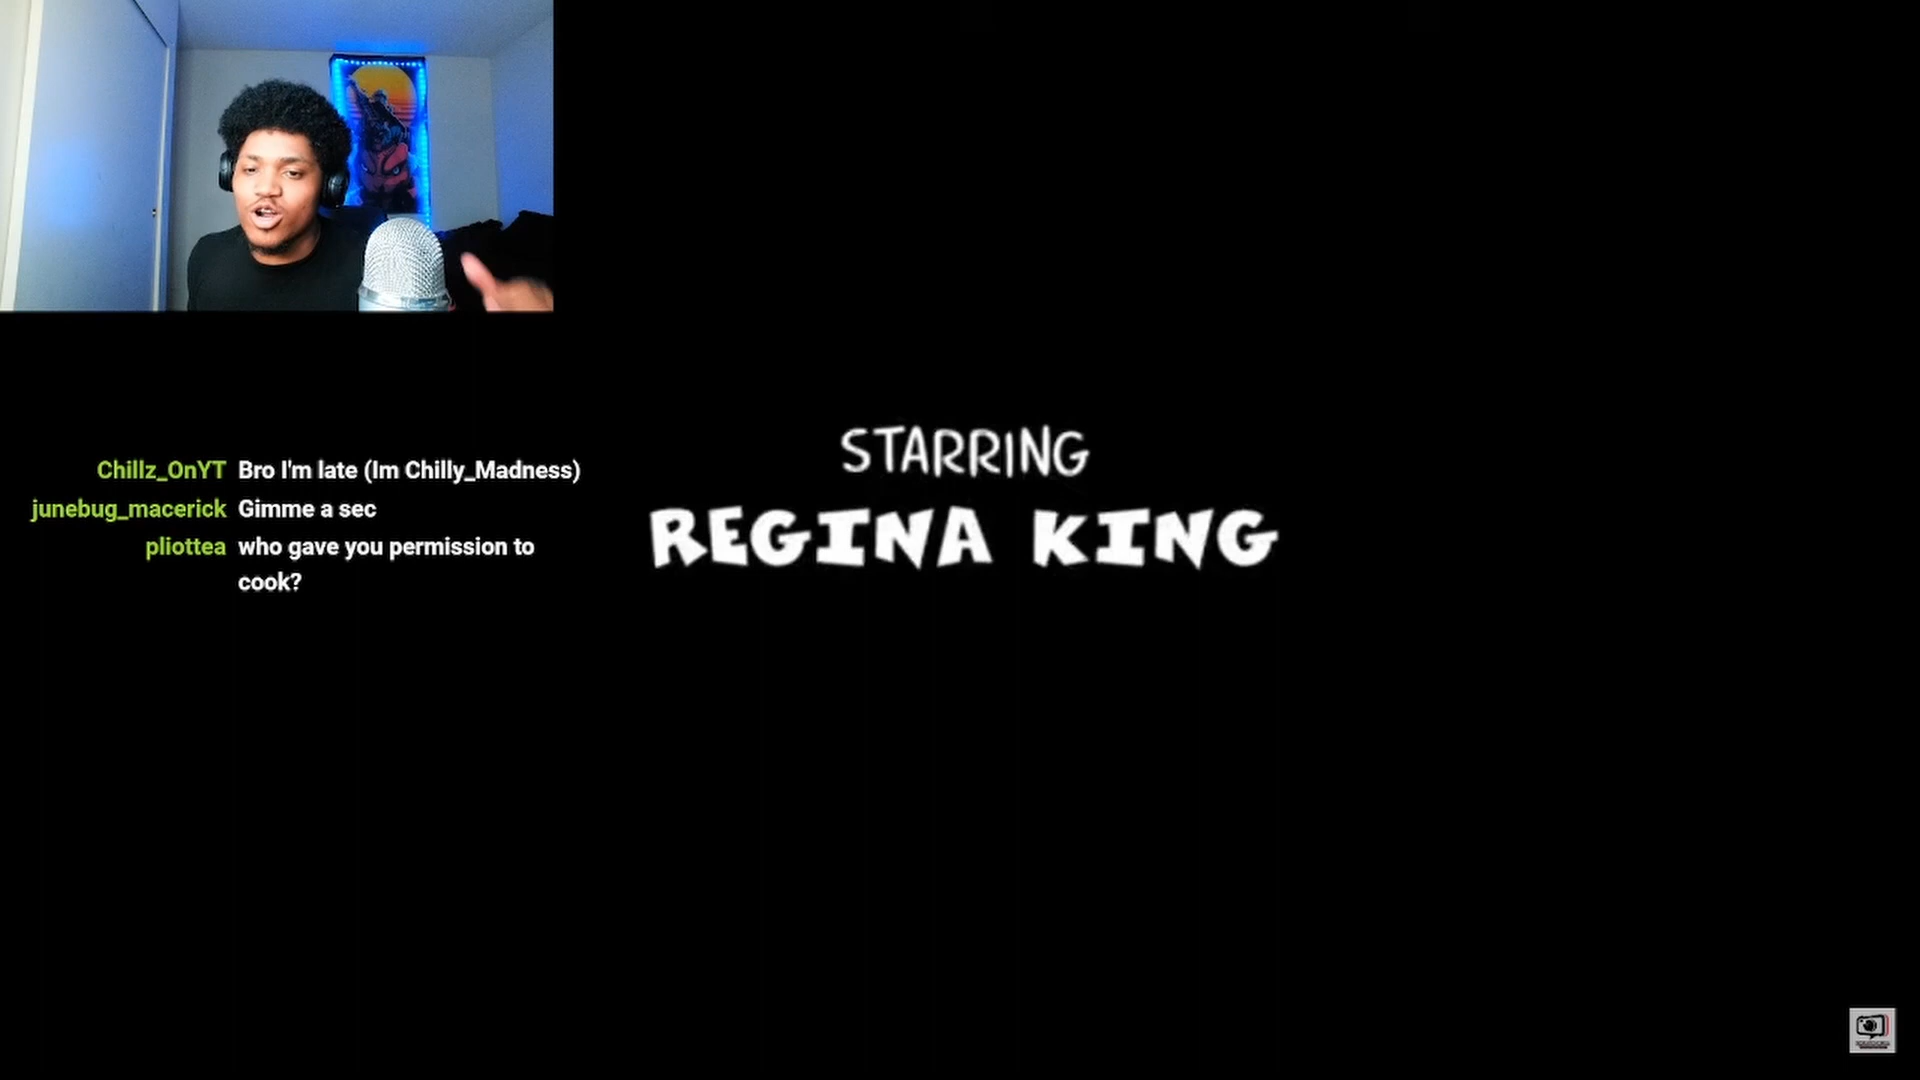 Chillz_OnYT Bro I'm late (Im Chilly_Madness)
junebug_macerick Gimme a sec
pliottea who gave you permission to
cook?
STARRING
REGINA KING